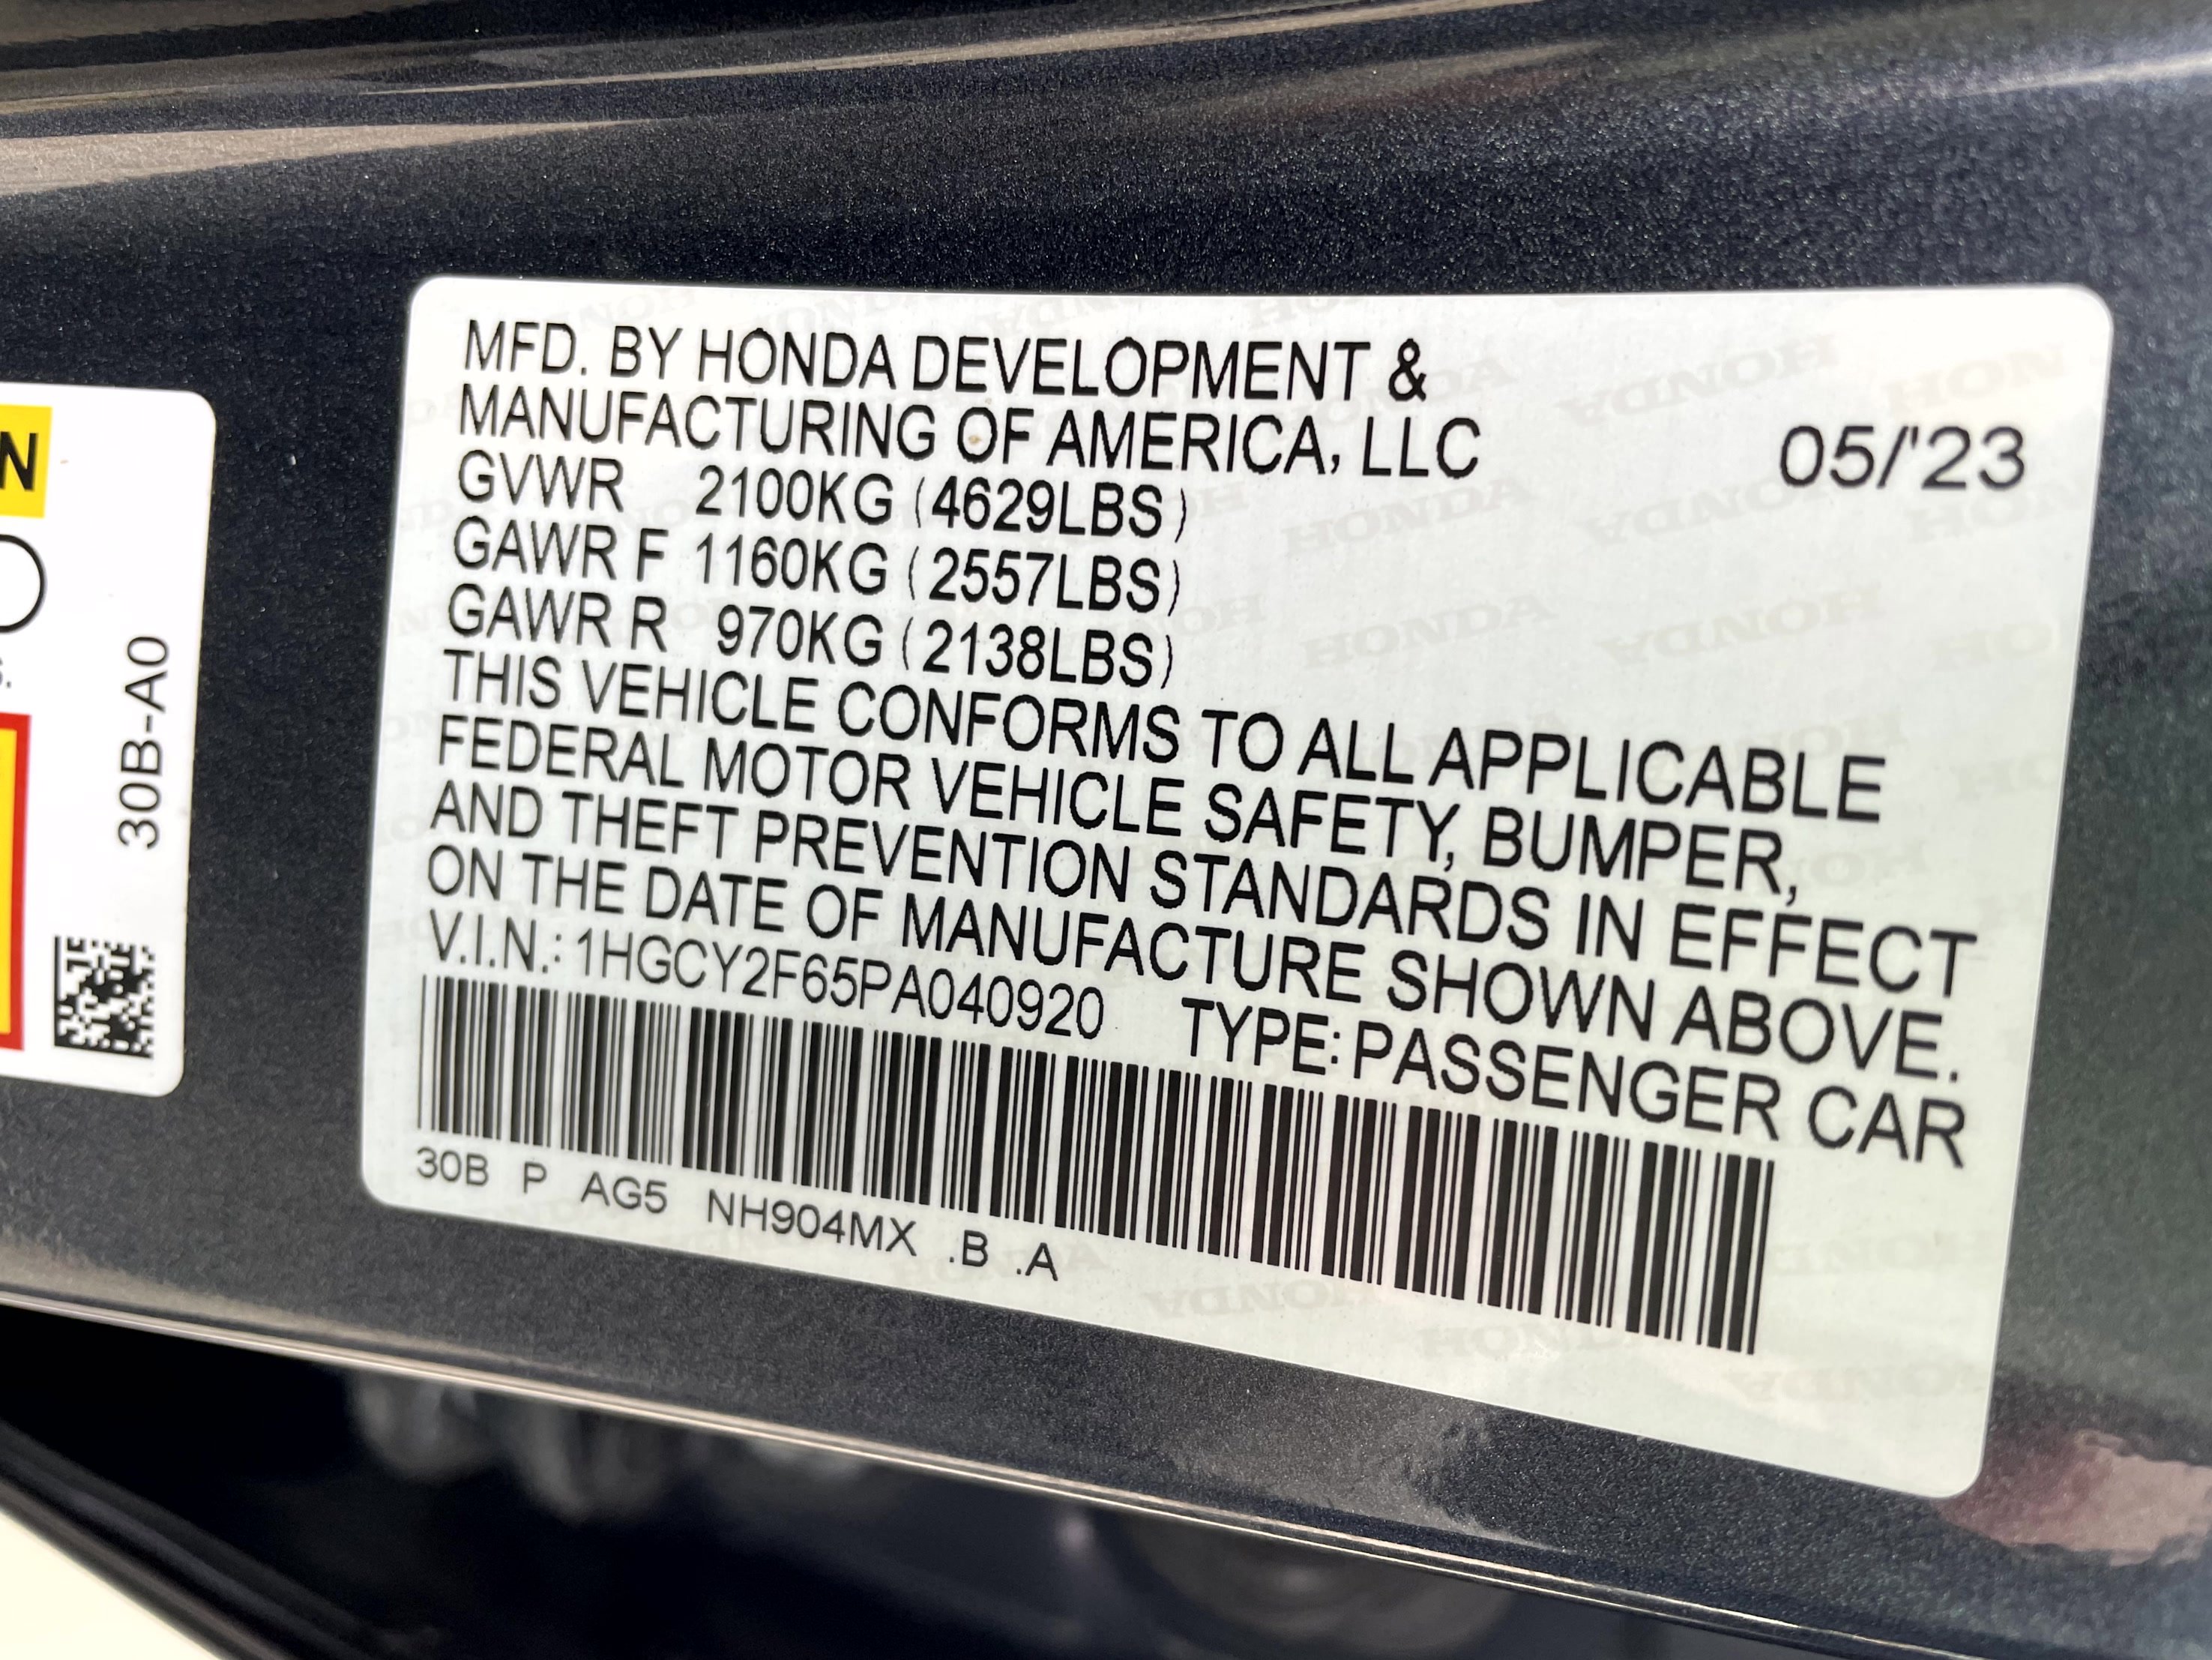 N
s.
30B-A0
MFD. BY HONDA DEVELOPMENT &
MANUFACTURING OF AMERICA, LLC
05/'23
GVWR 2100KG (4629LBS)
GAWR F 1160KG (2557LBS)
GAWR R 970KG (2138LBS)
THIS VEHICLE CONFORMS TO ALL APPLICABLE
FEDERAL MOTOR VEHICLE SAFETY, BUMPER,
AND THEFT PREVENTION STANDARDS IN EFFECT
ON THE DATE OF MANUFACTURE SHOWN ABOVE.
V.I.N.: 1HGCY2F65PA040920 TYPE: PASSENGER CAR
30B P AG5 NH904MX .B .A